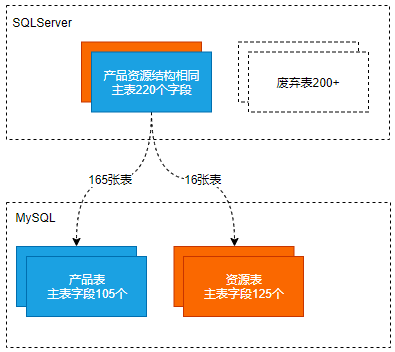 SQLServer
产品资源结构相同
主表220个字段
废弃表200+
165张表
16张表
MySQL
产品表
主表字段105个
资源表
主表字段125个